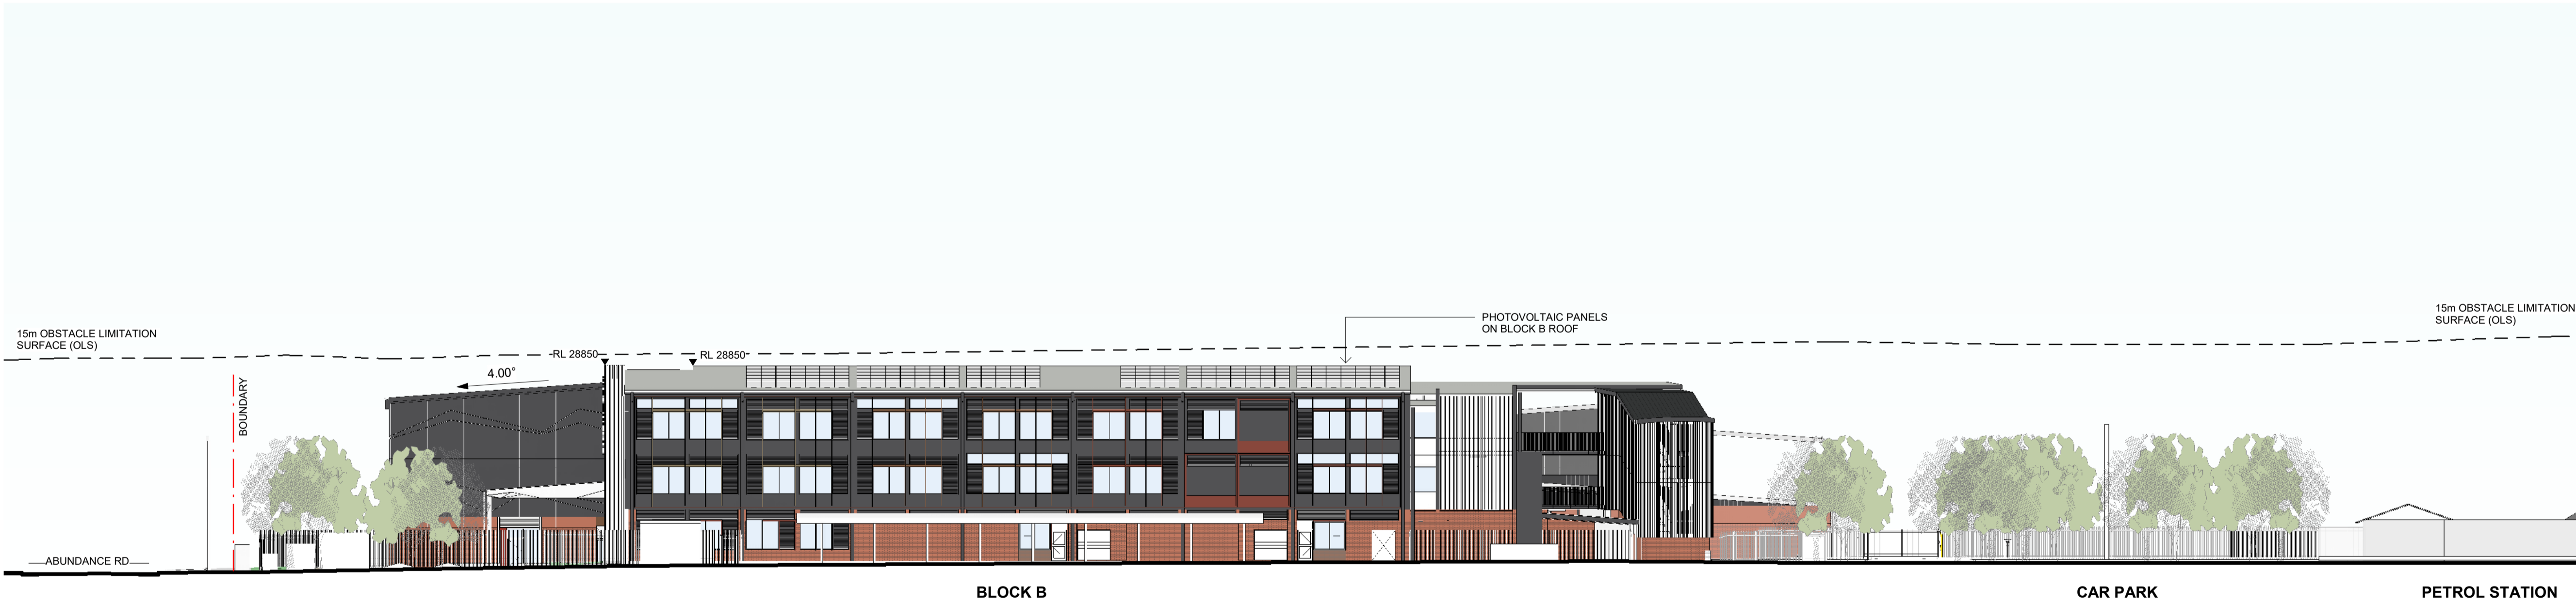 15m OBSTACLE LIMITATION
SURFACE (OLS)
BOUNDARY
4.00°
RL 28850
RL 28850
PHOTOVOLTAIC PANELS
ON BLOCK B ROOF
15m OBSTACLE LIMITATION
SURFACE (OLS)
ABUNDANCE RD
BLOCK B
CAR PARK
PETROL STATION